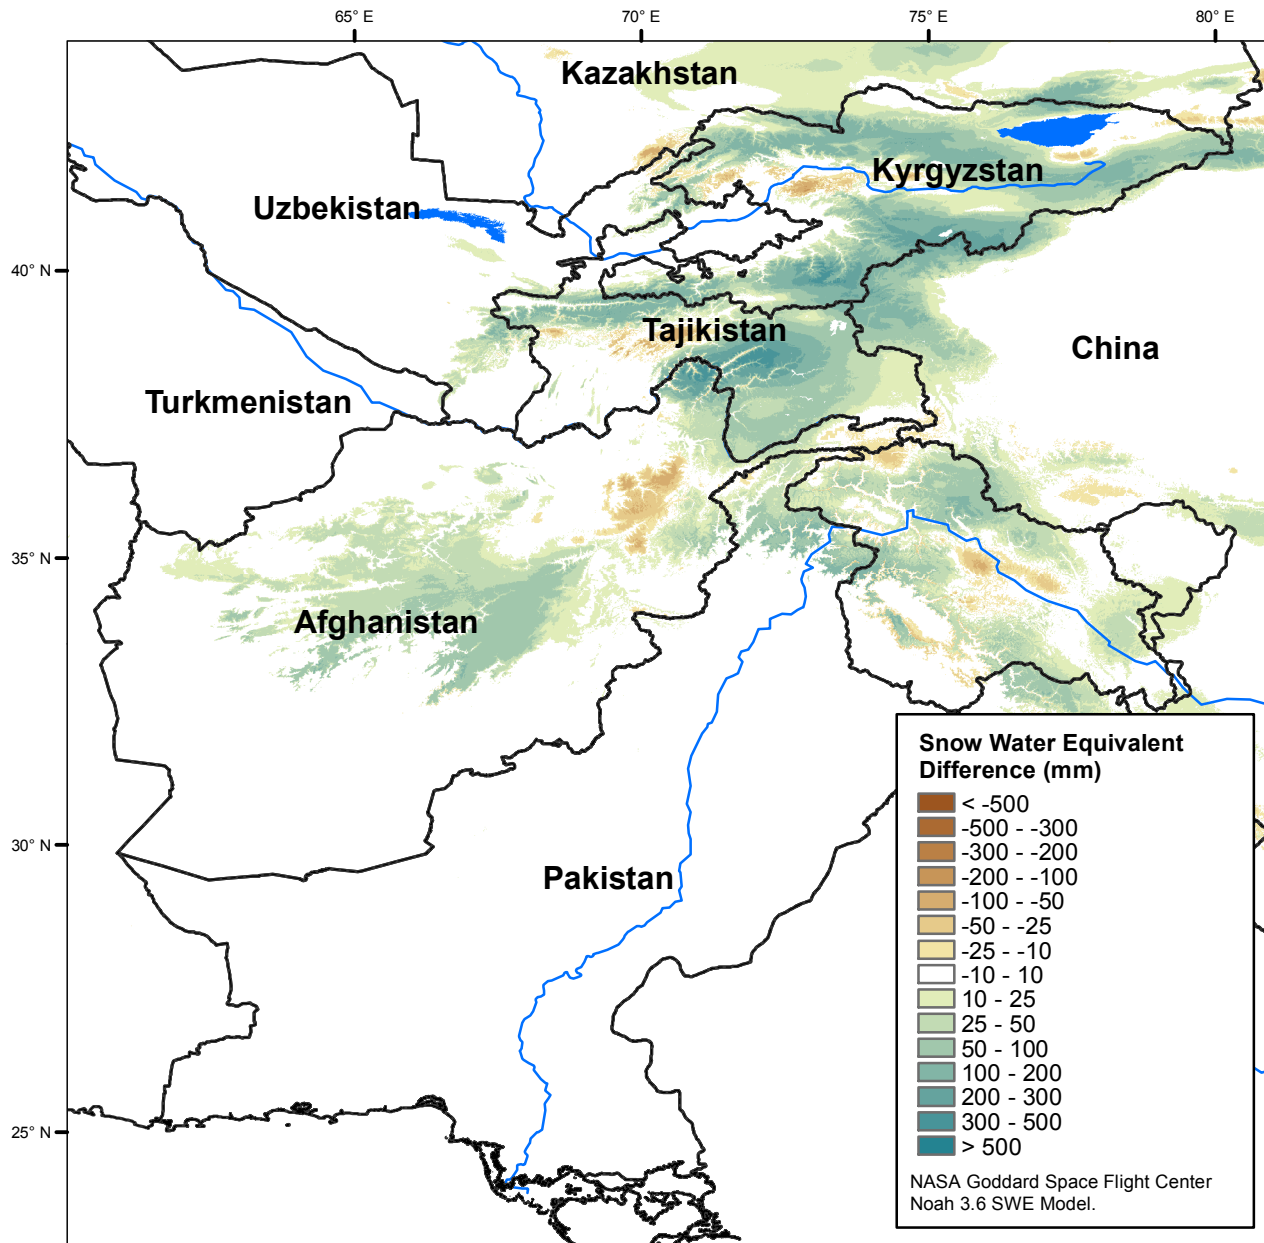 65° E
70° E
75° E
80° E
Kazakhstan
Kyrgyzstan
Uzbekistan
40° N
Tajikistan
China
Turkmenistan
35° N
Afghanistan
30° N
Pakistan
25° N
Snow Water Equivalent
Difference (mm)
< -500
-500 - -300
-300 - -200
-200 - -100
-100 - -50
-50 - -25
-25 - -10
-10 - 10
10 - 25
25 - 50
50 - 100
100 - 200
200 - 300
300 - 500
> 500
NASA Goddard Space Flight Center
Noah 3.6 SWE Model.